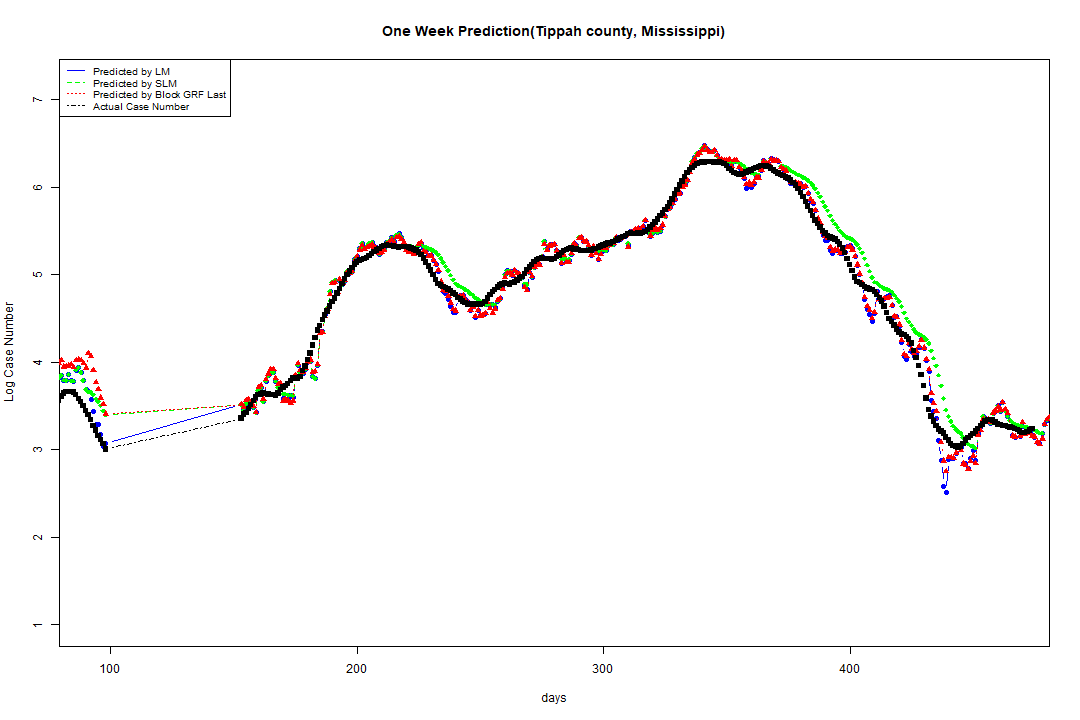 One Week Prediction(Tippah county, Mississippi)
Predicted by LM
Predicted by SLM
Predicted by Block GRF Last
Actual Case Number
Log Case Number
7
6
5
4
3
2
1
100 200 300 400
days